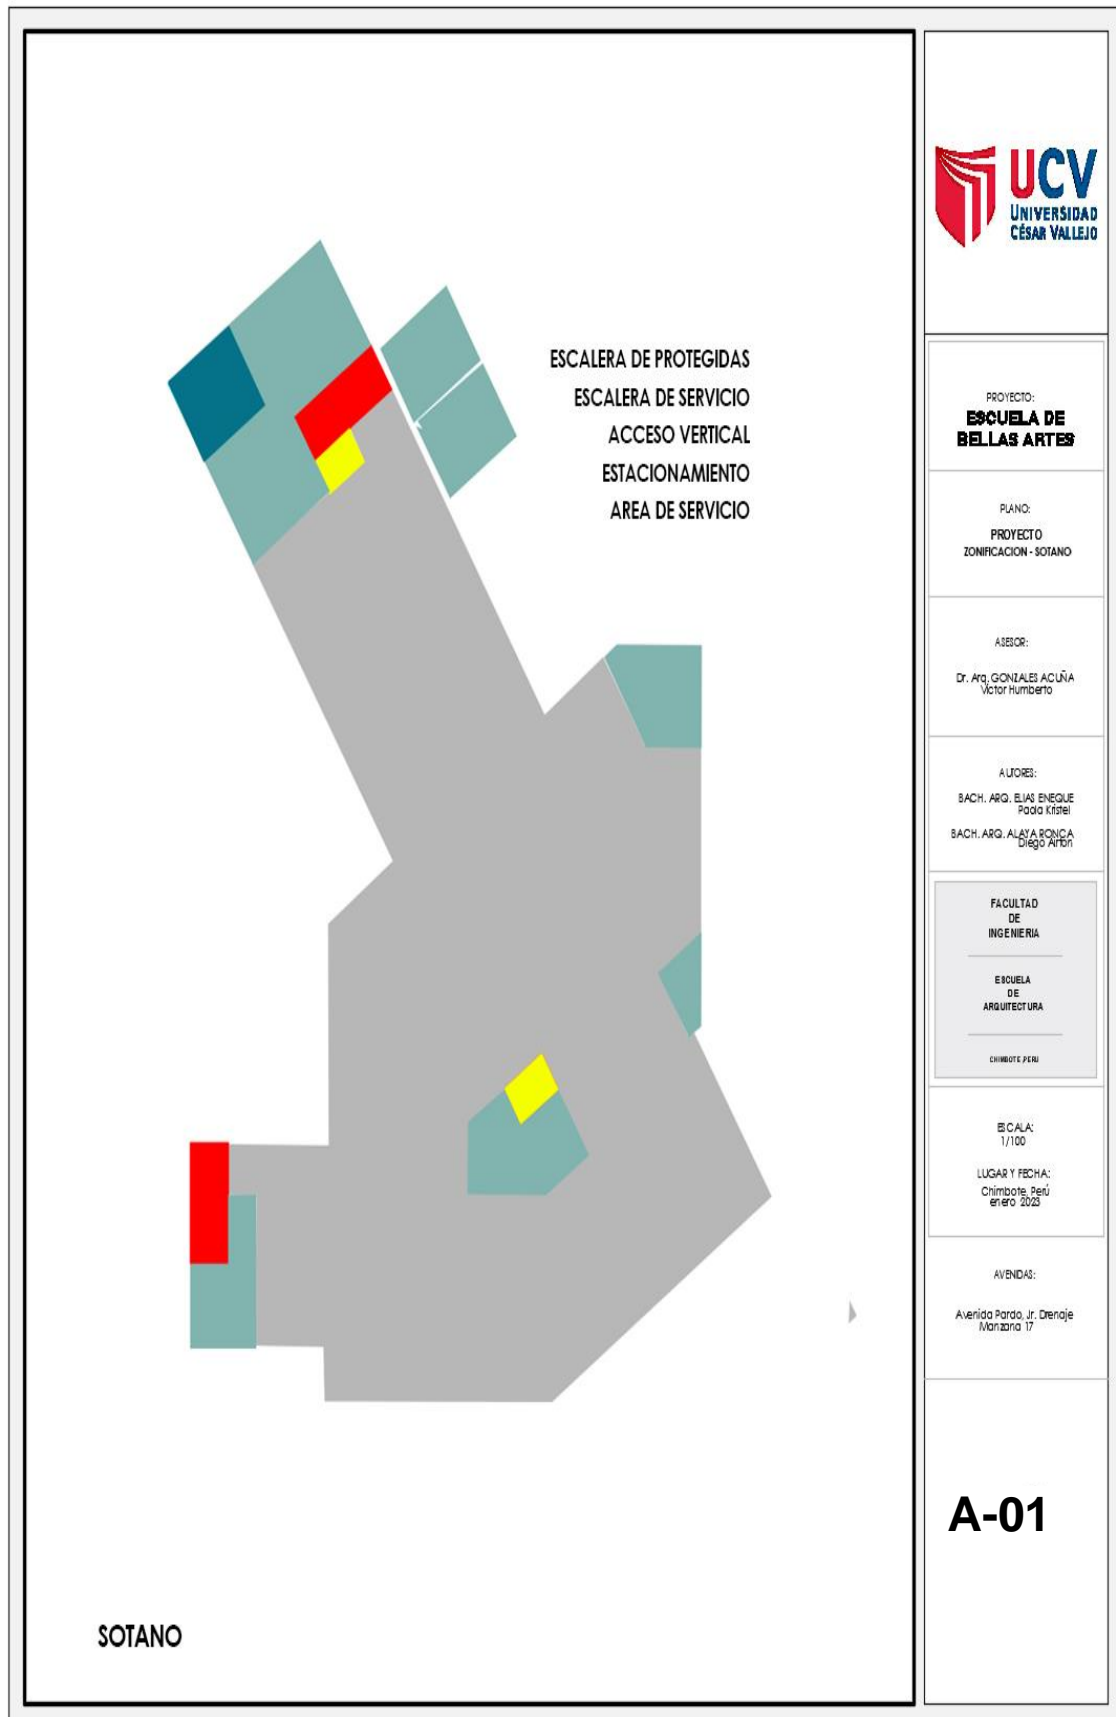 ESCALERA DE PROTEGIDAS
ESCALERA DE SERVICIO
ACCESO VERTICAL
ESTACIONAMIENTO
AREA DE SERVICIO
SOTANO
UCV
UNIVERSIDAD
CÉSAR VALLEJO
PROYECTO:
ESCUELA DE
BELLAS ARTES
PLANO:
PROYECTO
ZONIFICACION - SOTANO
ASESOR:
Dr. Arq. GONZALES ACUÑA
Víctor Humberto
AUTORES:
BACH. ARQ. ELIAS ENEQUE
Paola Kristel
BACH. ARQ. ALAYA RONCA
Diego Airton
FACULTAD
DE
INGENIERIA
ESCUELA
DE
ARQUITECTURA
CHIMBOTE ,PERU
ESCALA:
1/100
LUGAR Y FECHA:
Chimbote, Perú
enero 2023
AVENIDAS:
Avenida Pardo, Jr. Drenaje
Manzana 17
A-01